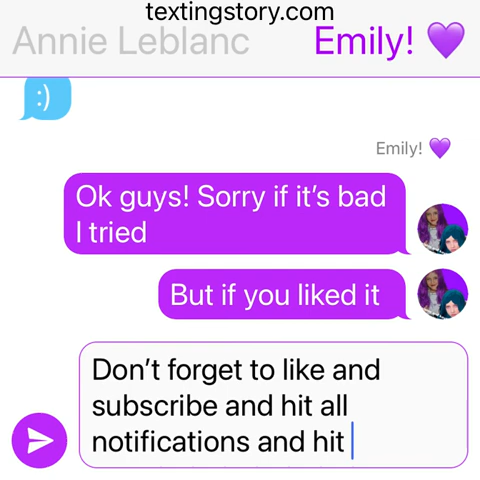 textingstory.com
Annie Leblanc Emily! 💜
:)
Emily! 💜
Ok guys! Sorry if it’s bad
I tried
But if you liked it
Don’t forget to like and
subscribe and hit all
notifications and hit